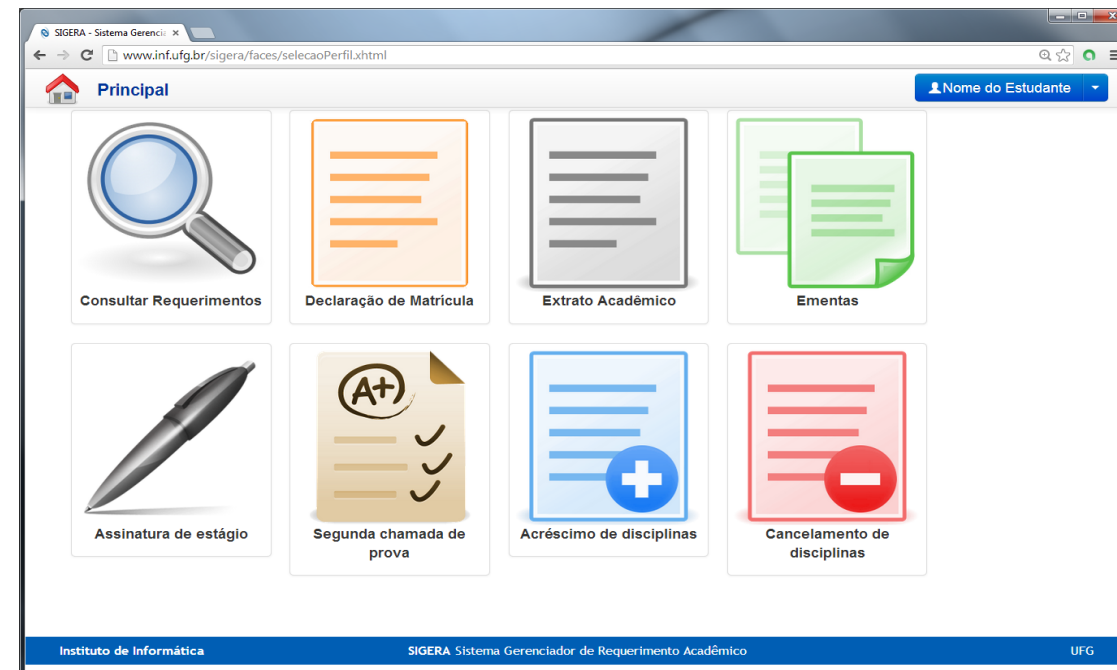 SIGERA - Sistema Gerencia
www.inf.ufg.br/sigera/faces/selecaoPerfil.xhtml
Principal
Nome do Estudante
Consultar Requerimentos
Declaração de Matrícula
Extrato Acadêmico
Ementas
A+
Assinatura de estágio
Segunda chamada de
prova
Acréscimo de disciplinas
Cancelamento de
disciplinas
Instituto de Informática
SIGERA Sistema Gerenciador de Requerimento Acadêmico
UFG